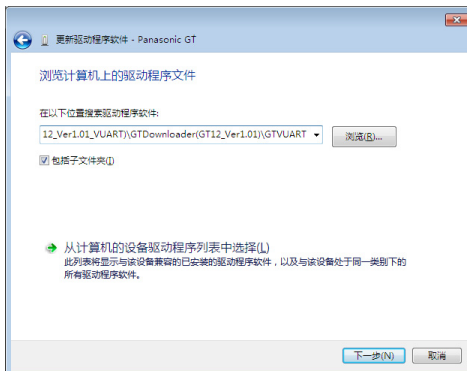 更新驱动程序软件 - Panasonic GT
浏览计算机上的驱动程序文件
在以下位置搜索驱动程序软件:
12_Ver1.01_VUART)\GTDownloader(GT12_Ver1.01)\GTVUART
浏览(R)...
包括子文件夹(I)
从计算机的设备驱动程序列表中选择(L)
此列表将显示与该设备兼容的已安装的驱动程序软件，以及与该设备处于同一类别下的
所有驱动程序软件。
下一步(N) 取消